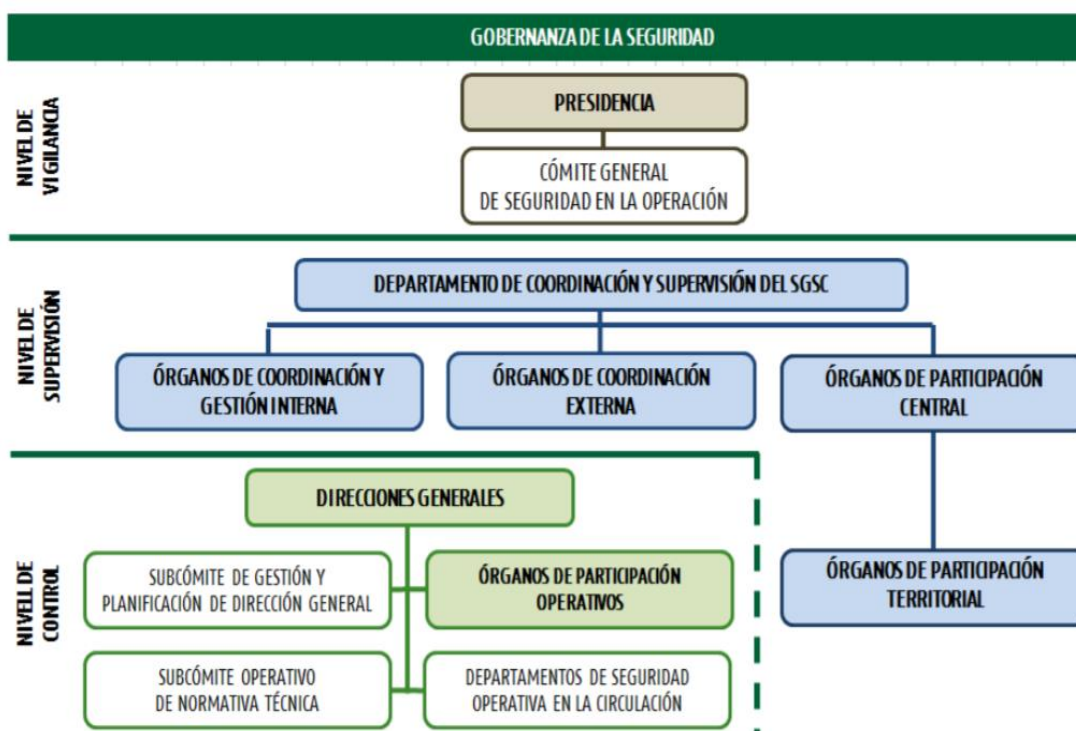 GOBERNANZA DE LA SEGURIDAD
NIVEL DE
VIGILANCIA
PRESIDENCIA
CÓMITE GENERAL
DE SEGURIDAD EN LA OPERACIÓN
NIVEL DE
SUPERVISIÓN
DEPARTAMENTO DE COORDINACIÓN Y SUPERVISIÓN DEL SGSC
ÓRGANOS DE COORDINACIÓN Y
GESTIÓN INTERNA
ÓRGANOS DE COORDINACIÓN
EXTERNA
ÓRGANOS DE PARTICIPACIÓN
CENTRAL
NIVELL DE
CONTROL
DIRECCIONES GENERALES
SUBCÓMITE DE GESTIÓN Y
PLANIFICACIÓN DE DIRECCIÓN GENERAL
ÓRGANOS DE PARTICIPACIÓN
OPERATIVOS
ÓRGANOS DE PARTICIPACIÓN
TERRITORIAL
SUBCÓMITE OPERATIVO
DE NORMATIVA TÉCNICA
DEPARTAMENTOS DE SEGURIDAD
OPERATIVA EN LA CIRCULACIÓN